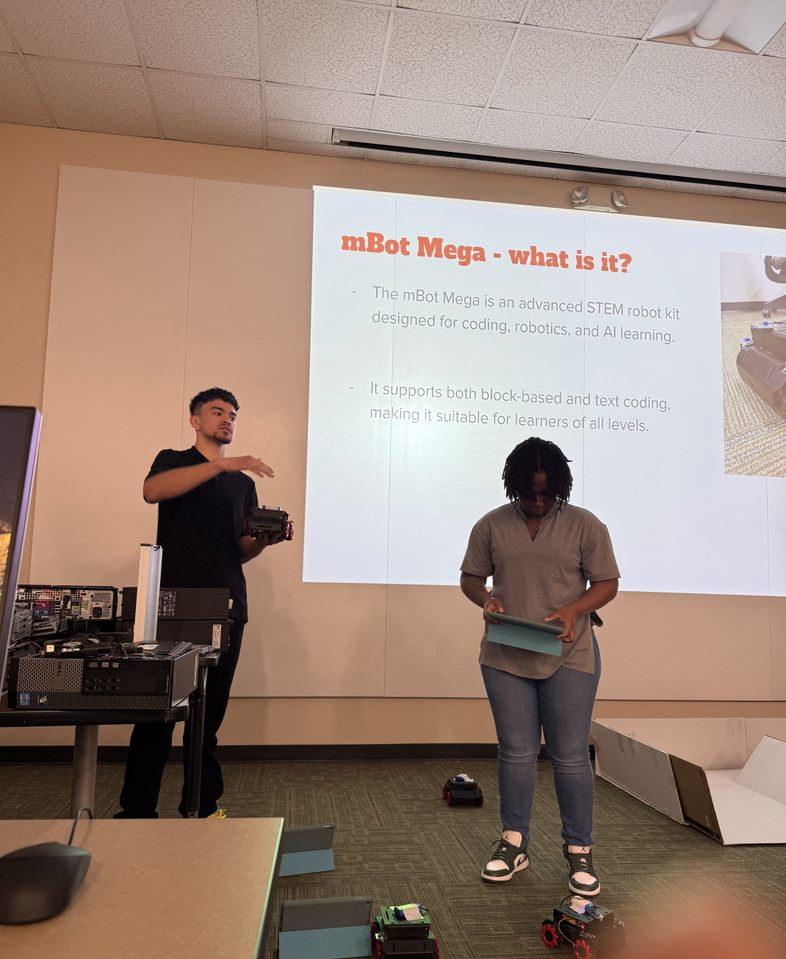 mBot Mega - what is it?
- The mBot Mega is an advanced STEM robot kit
designed for coding, robotics, and AI learning.
- It supports both block-based and text coding,
making it suitable for learners of all levels.
DELL